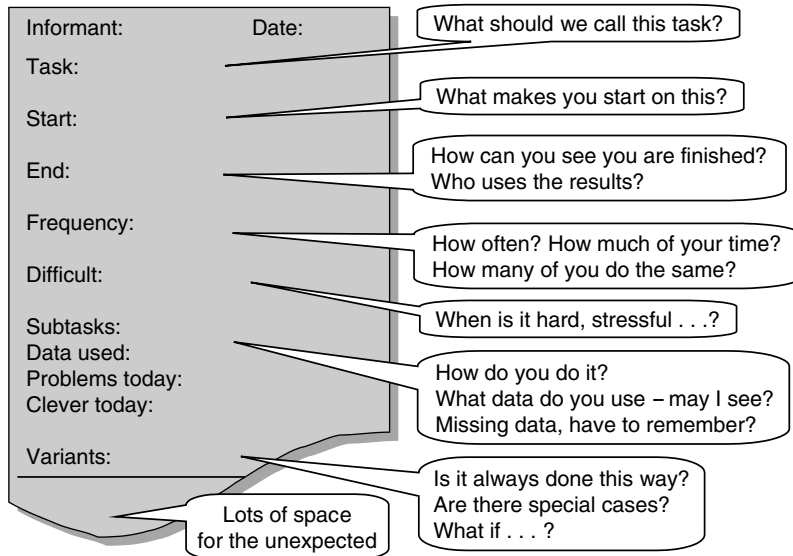 Informant: Date:
Task:
Start:
End:
Frequency:
Difficult:
Subtasks:
Data used:
Problems today:
Clever today:
Variants:
What should we call this task?
What makes you start on this?
How can you see you are finished?
Who uses the results?
How often? How much of your time?
How many of you do the same?
When is it hard, stressful . . .?
How do you do it?
What data do you use – may I see?
Missing data, have to remember?
Is it always done this way?
Are there special cases?
What if . . . ?
Lots of space
for the unexpected